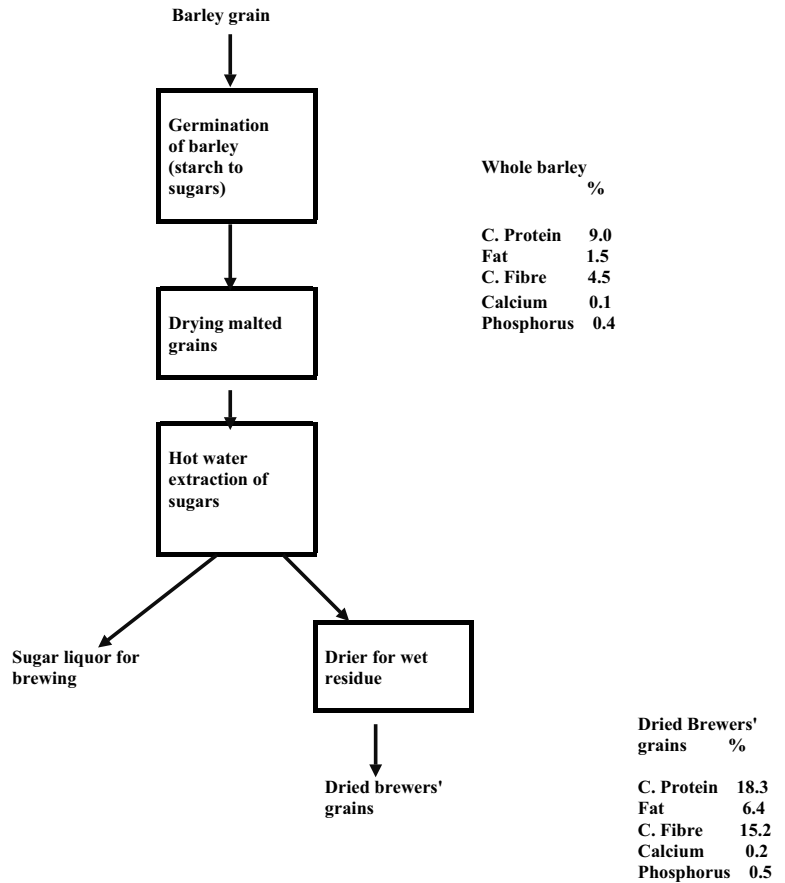 Barley grain
Germination
of barley
(starch to
sugars)
Whole barley
%
C. Protein 9.0
Fat 1.5
C. Fibre 4.5
Calcium 0.1
Phosphorus 0.4
Drying malted
grains
Hot water
extraction of
sugars
Sugar liquor for
brewing
Drier for wet
residue
Dried brewers'
grains
Dried Brewers'
grains %
C. Protein 18.3
Fat 6.4
C. Fibre 15.2
Calcium 0.2
Phosphorus 0.5